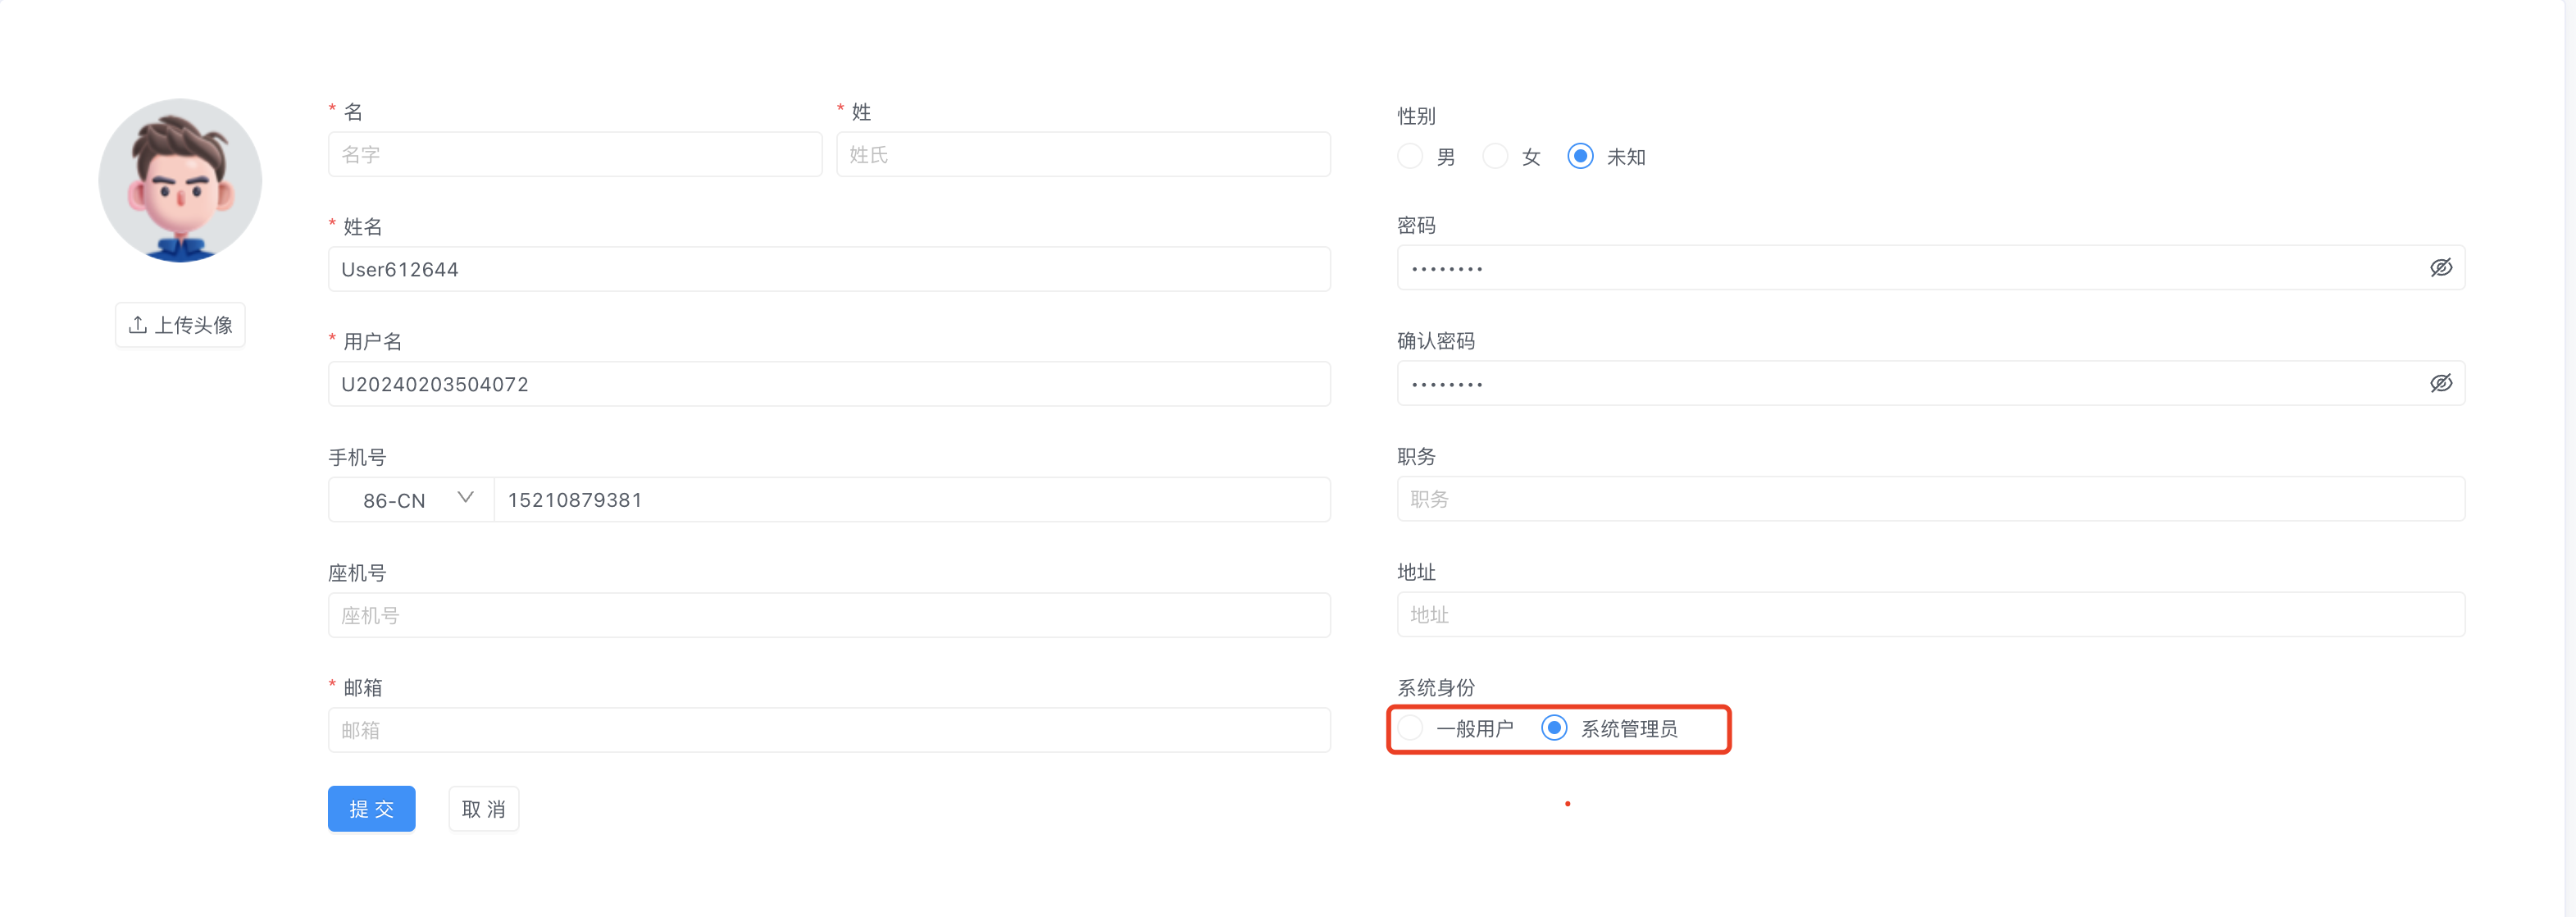 上传头像
* 名
名字
* 姓
姓氏
* 姓名
User612644
* 用户名
U20240203504072
手机号
86-CN 15210879381
座机号
座机号
* 邮箱
邮箱
提 交 取 消
性别
男 女 未知
密码
••••••••
确认密码
••••••••
职务
职务
地址
地址
系统身份
一般用户 系统管理员